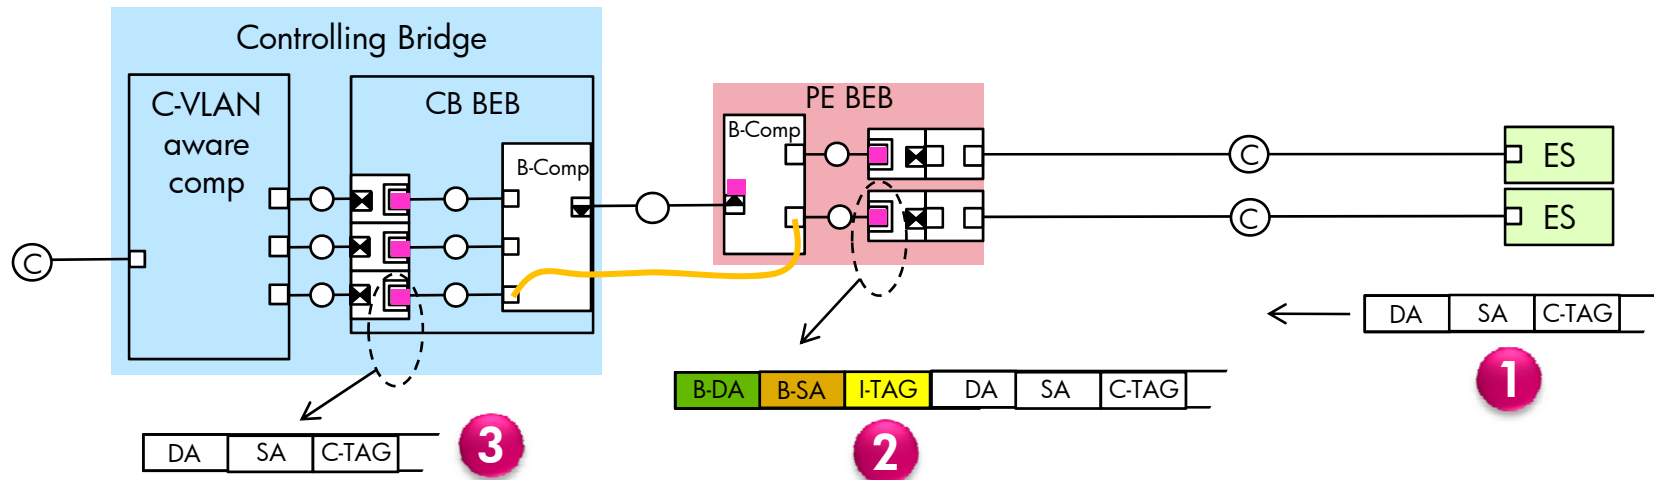 Controlling Bridge
C-VLAN
aware
comp
CB BEB
B-Comp
PE BEB
B-Comp
C
C
C
ES
ES
DA SA C-TAG
1
B-DA B-SA I-TAG DA SA C-TAG
2
DA SA C-TAG
3